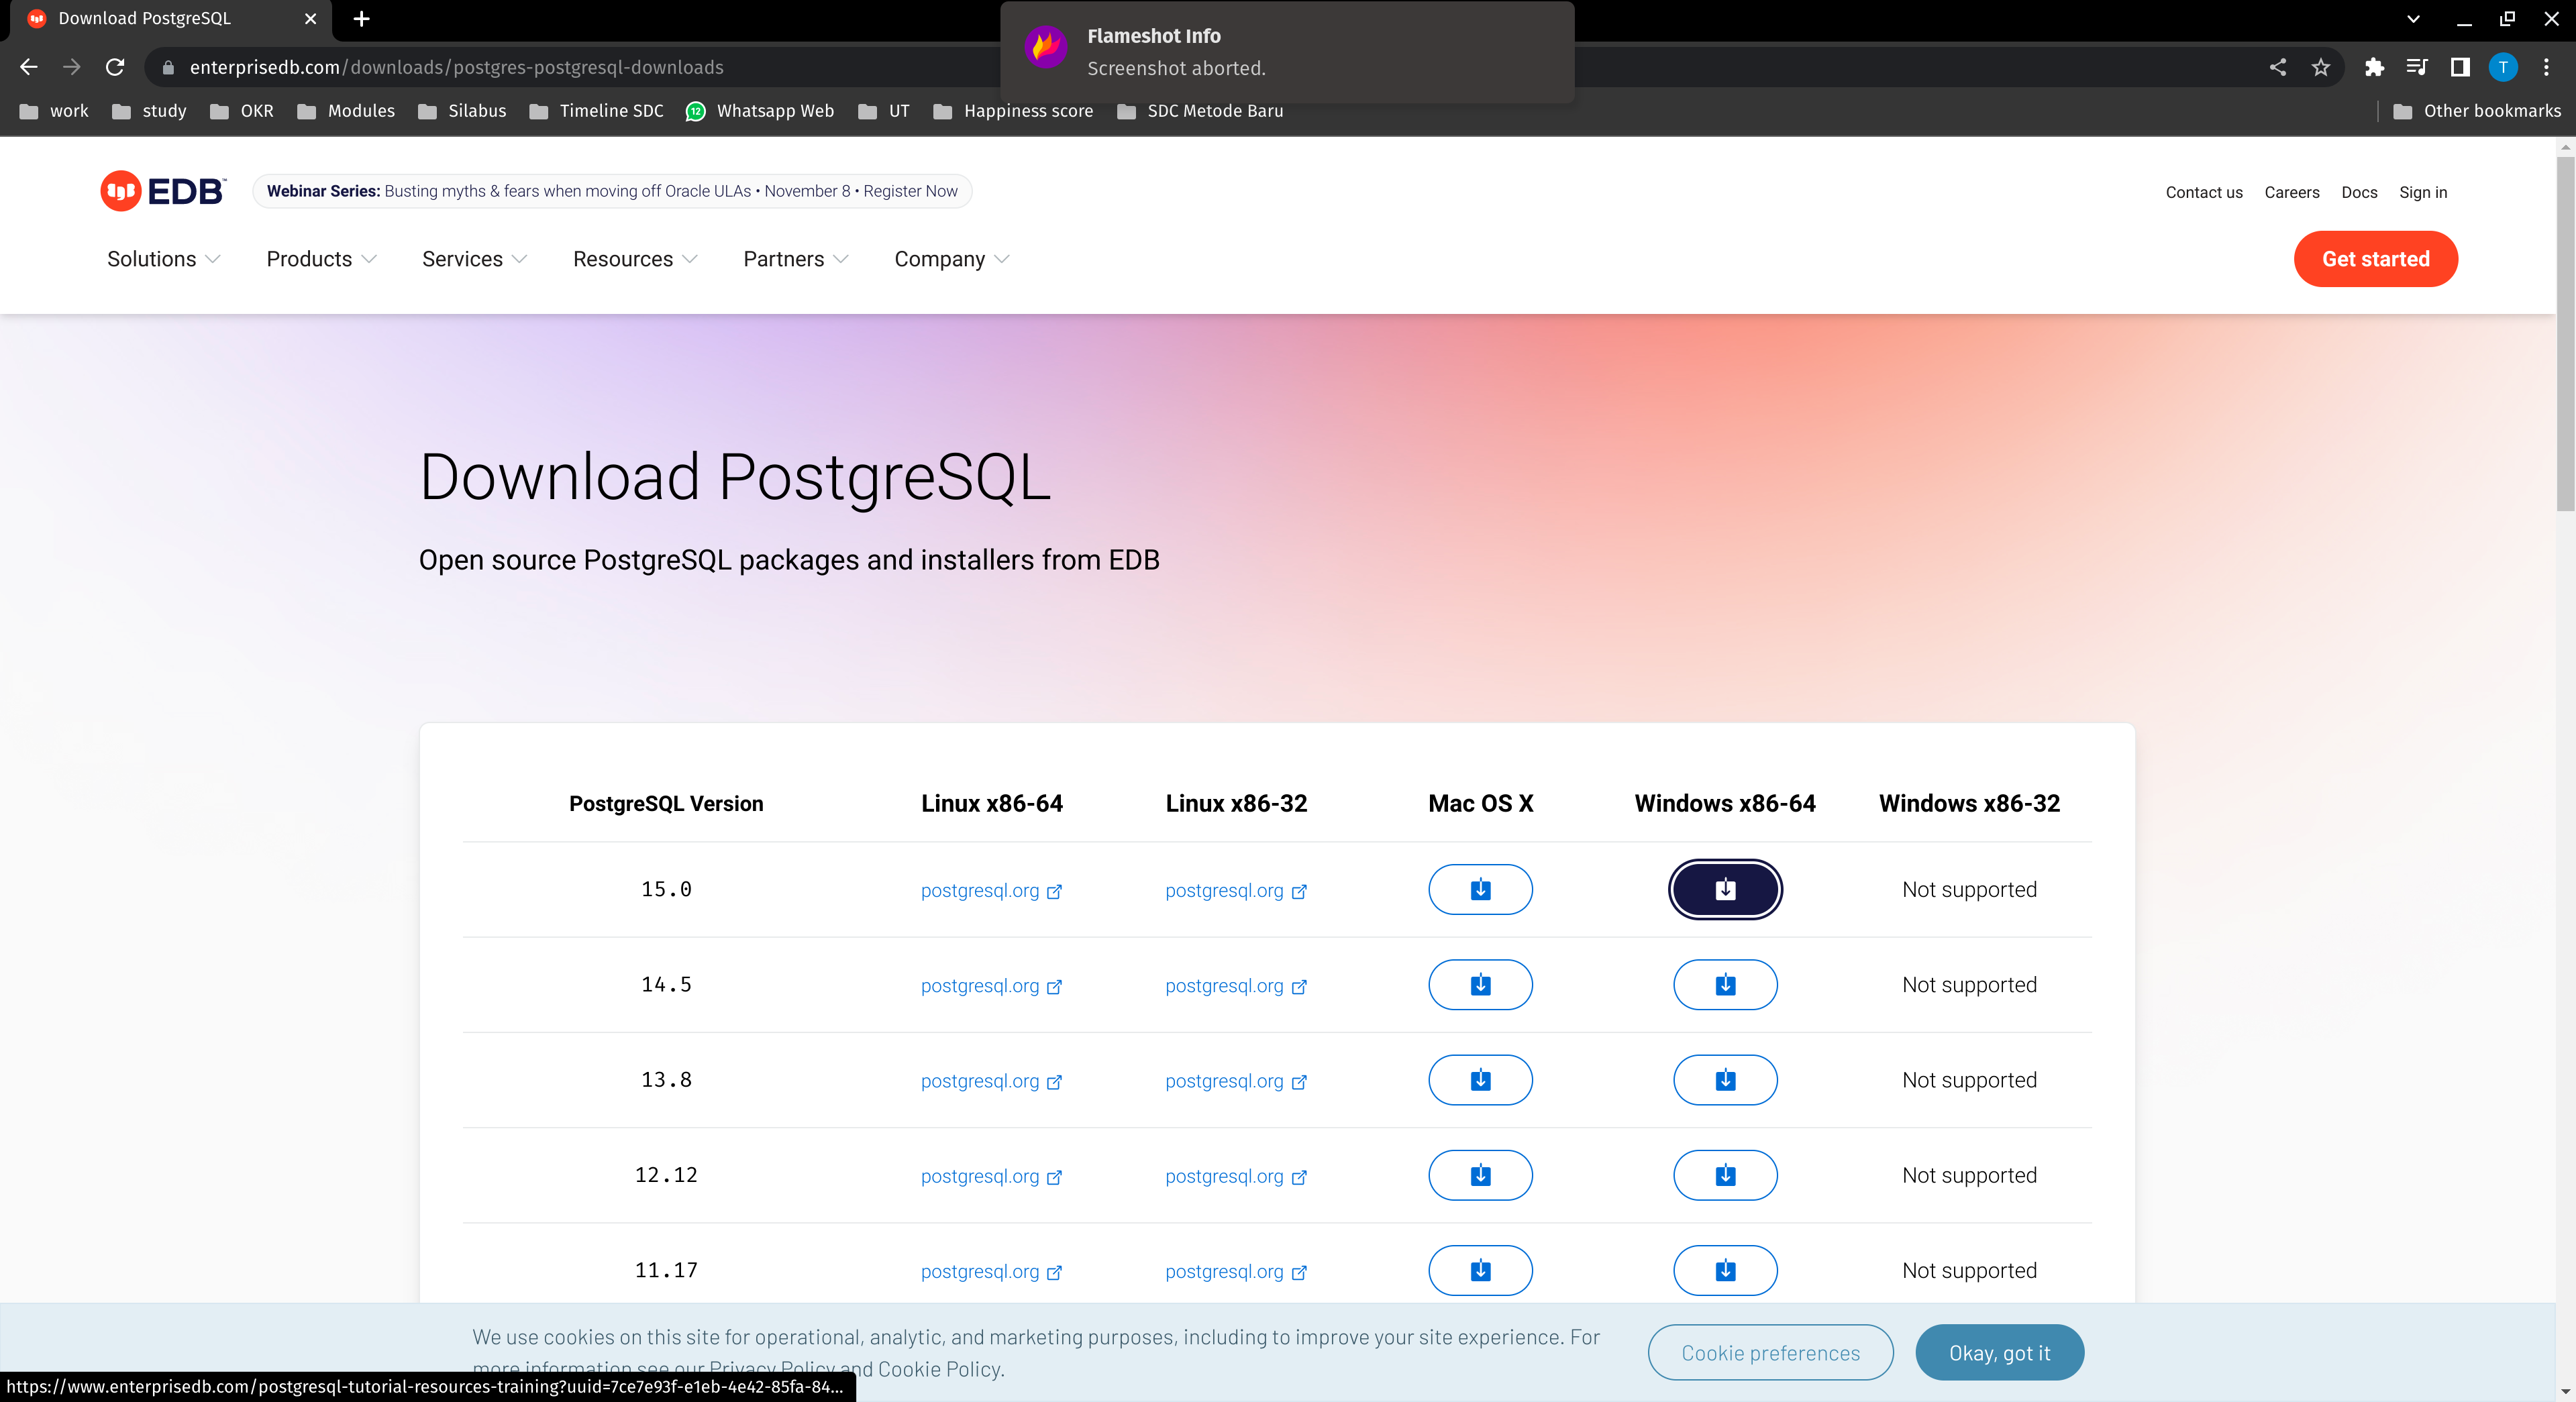 Download PostgreSQL
Flameshot Info
Screenshot aborted.
enterprisedb.com/downloads/postgres-postgresql-downloads
T
work study OKR Modules Silabus Timeline SDC 12 Whatsapp Web UT Happiness score SDC Metode Baru Other bookmarks
EDB™ Webinar Series: Busting myths & fears when moving off Oracle ULAs • November 8 • Register Now Contact us Careers Docs Sign in
Solutions Products Services Resources Partners Company Get started
Download PostgreSQL
Open source PostgreSQL packages and installers from EDB
PostgreSQL Version Linux x86-64 Linux x86-32 Mac OS X Windows x86-64 Windows x86-32
15.0 postgresql.org postgresql.org Not supported
14.5 postgresql.org postgresql.org Not supported
13.8 postgresql.org postgresql.org Not supported
12.12 postgresql.org postgresql.org Not supported
11.17 postgresql.org postgresql.org Not supported
We use cookies on this site for operational, analytic, and marketing purposes, including to improve your site experience. For
more information see our Privacy Policy and Cookie Policy.
Cookie preferences Okay, got it
https://www.enterprisedb.com/postgresql-tutorial-resources-training?uuid=7ce7e93f-e1eb-4e42-85fa-84...